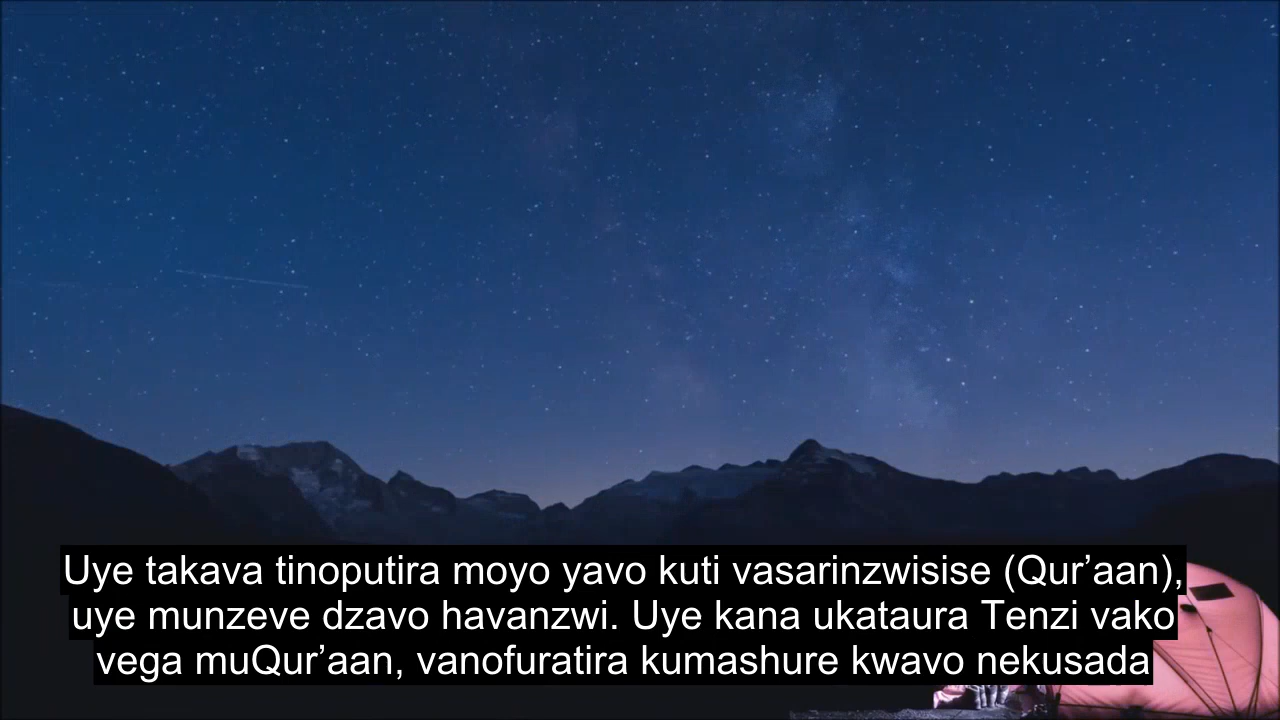 Uye takava tinoputira moyo yavo kuti vasarinzwisise (Qur’aan),
uye munzeve dzavo havanzwi. Uye kana ukataura Tenzi vako
vega muQur’aan, vanofuratira kumashure kwavo nekusada